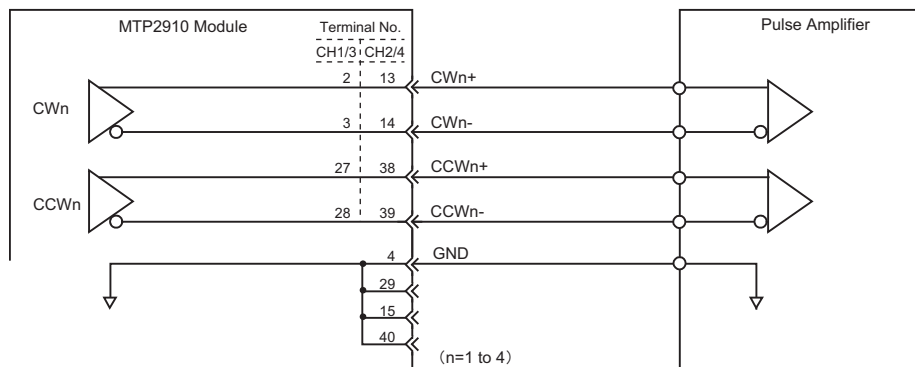 MTP2910 Module
Terminal No.
Pulse Amplifier
CH1/3 CH2/4
2 13 CWn+
CWn
3 14 CWn-
27 38 CCWn+
CCWn
28 39 CCWn-
4 GND
29
15
40
(n=1 to 4)